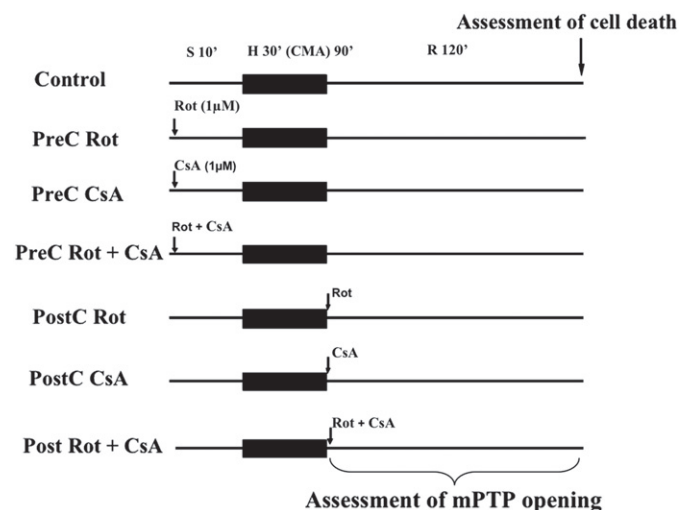 Assessment of cell death
S 10’ H 30’ (CMA) 90’ R 120’
Control
Rot (1µM)
PreC Rot
CsA (1µM)
PreC CsA
Rot + CsA
PreC Rot + CsA
Rot
PostC Rot
CsA
PostC CsA
Rot + CsA
Post Rot + CsA
Assessment of mPTP opening